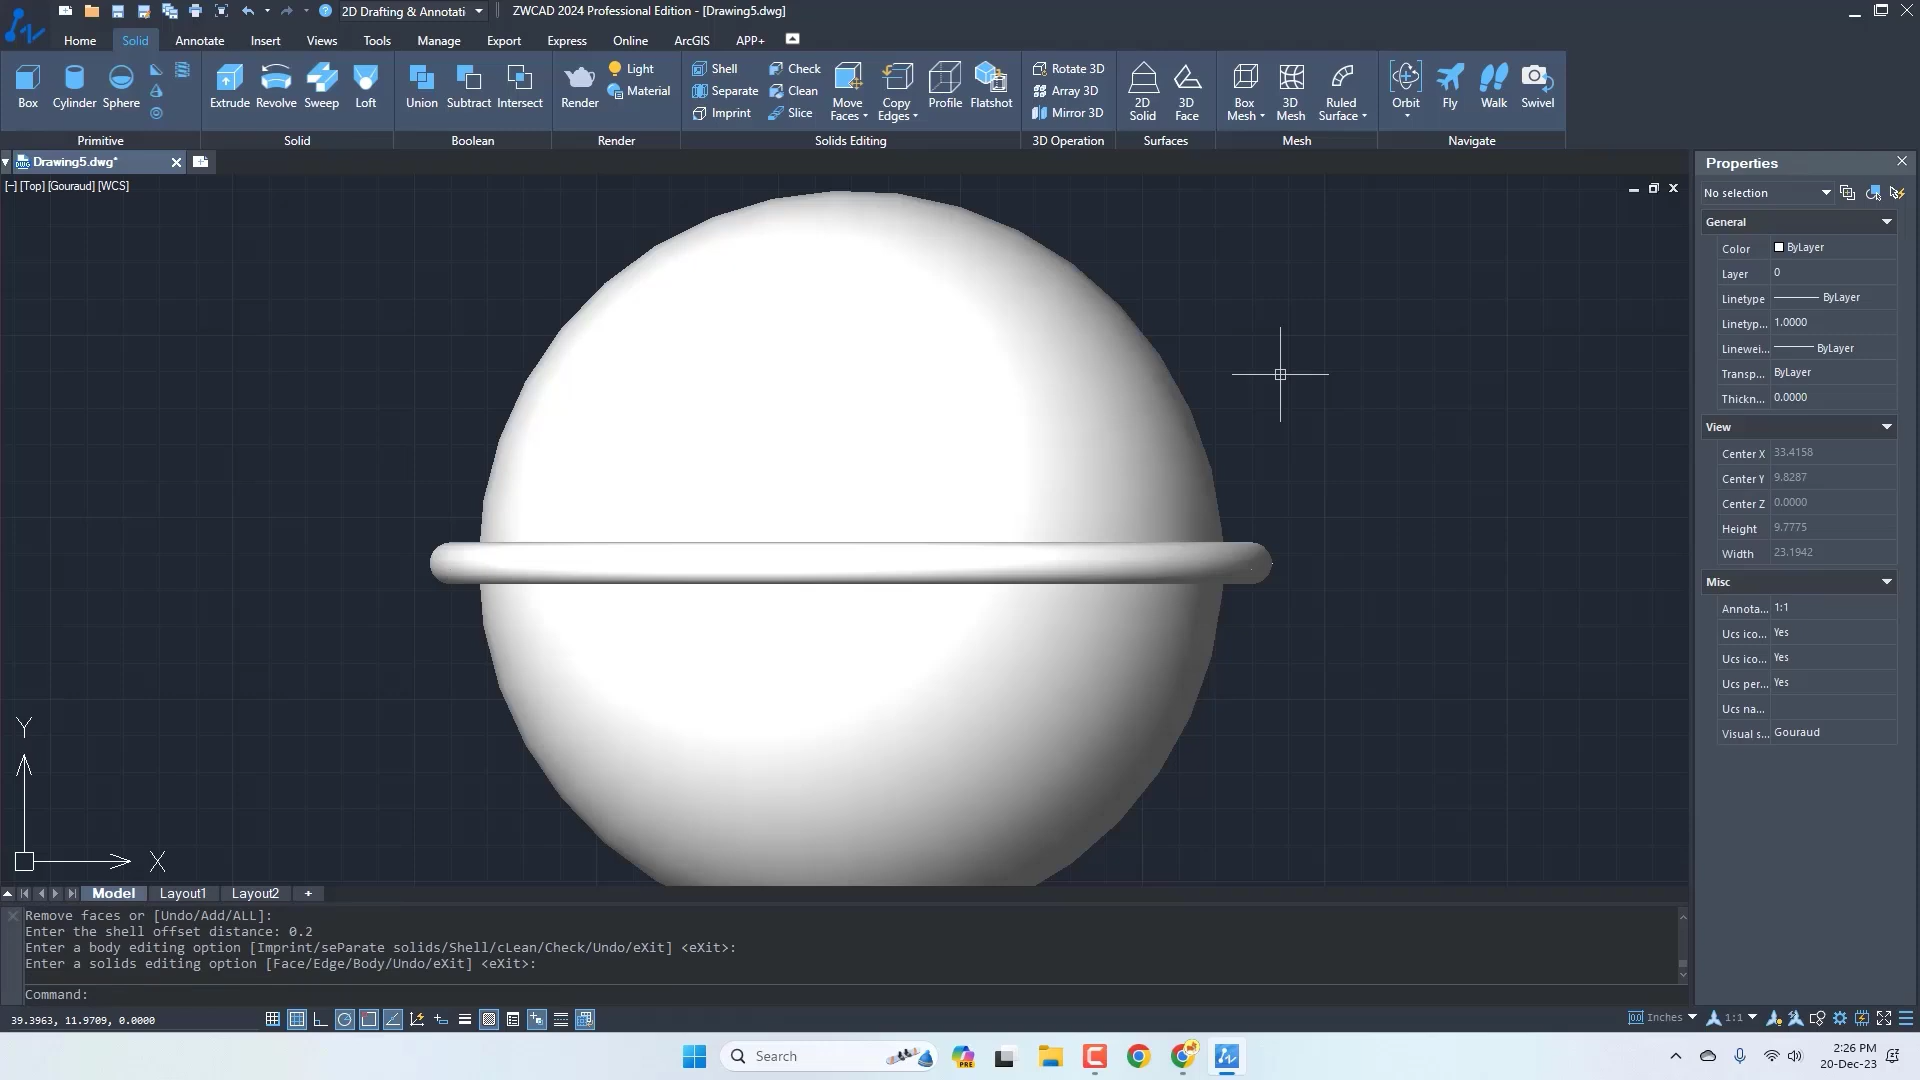 2D Drafting & Annotati
ZWCAD 2024 Professional Edition - [Drawing5.dwg]
Home
Solid
Annotate
Insert
Views
Tools
Manage
Export
Express
Online
ArcGIS
APP+
Box
Cylinder
Sphere
Extrude
Revolve
Sweep
Loft
Union
Subtract
Intersect
Render
Light
Material
Shell
Separate
Imprint
Check
Clean
Slice
Move
Faces
Copy
Edges
Profile
Flatshot
Rotate 3D
Array 3D
Mirror 3D
2D
Solid
3D
Face
Box
Mesh
3D
Mesh
Ruled
Surface
Orbit
Fly
Walk
Swivel
Primitive
Solid
Boolean
Render
Solids Editing
3D Operation
Surfaces
Mesh
Navigate
Drawing5.dwg*
[−] [Top] [Gouraud] [WCS]
Properties
No selection
General
Color ByLayer
Layer 0
Linetype ByLayer
Linetyp... 1.0000
Linewei... ByLayer
Transp... ByLayer
Thickn... 0.0000
View
Center X 33.4158
Center Y 9.8287
Center Z 0.0000
Height 9.7775
Width 23.1942
Misc
Annota... 1:1
Ucs ico... Yes
Ucs ico... Yes
Ucs per... Yes
Ucs na...
Visual s... Gouraud
Y
X
Model
Layout1
Layout2
+
Remove faces or [Undo/Add/ALL]:
Enter the shell offset distance: 0.2
Enter a body editing option [Imprint/seParate solids/Shell/cLean/Check/Undo/eXit] <eXit>:
Enter a solids editing option [Face/Edge/Body/Undo/eXit] <eXit>:
Command:
39.3963, 11.9709, 0.0000
Inches
1:1
Search
PRE
2:26 PM
20-Dec-23